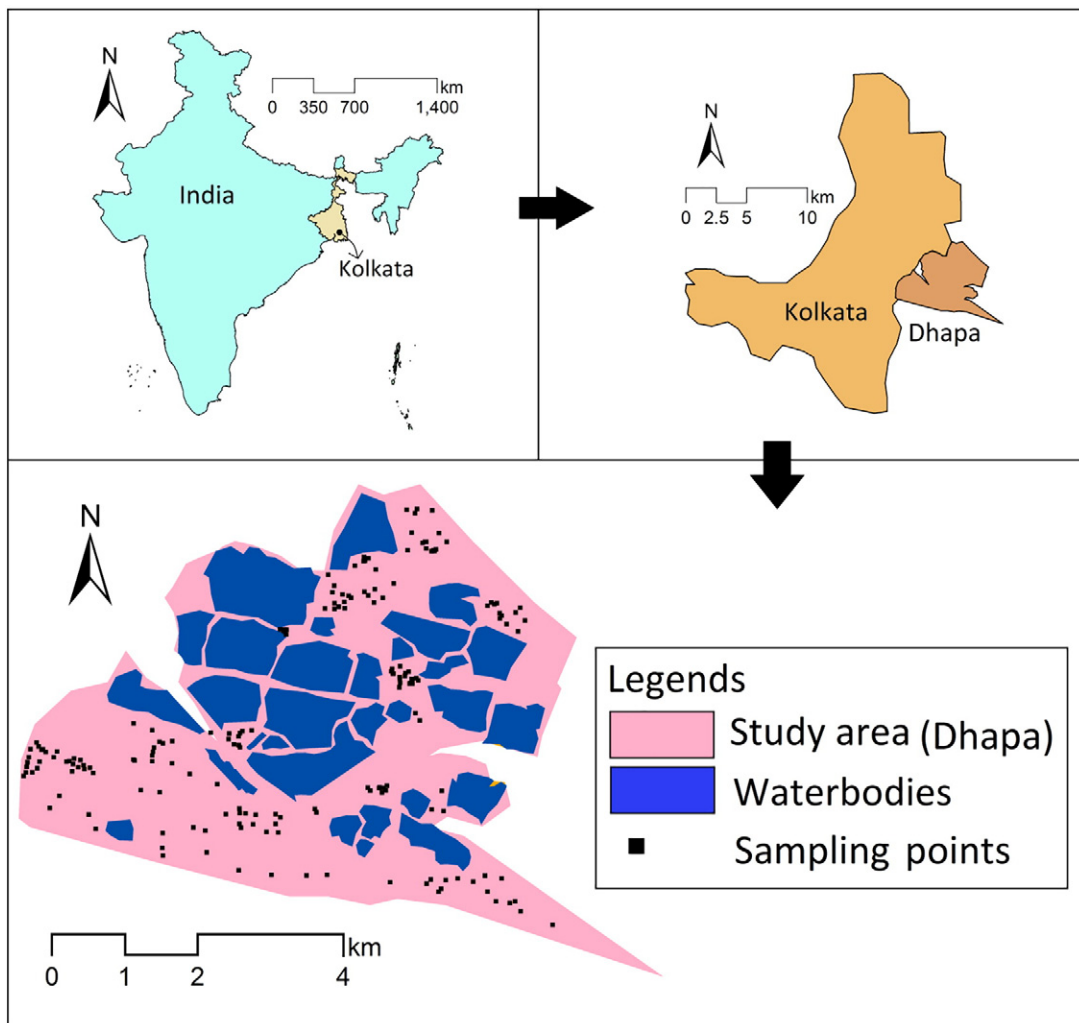 N
km
0 350 700 1,400
India
Kolkata
N
km
0 2.5 5 10
Kolkata
Dhapa
N
Legends
Study area (Dhapa)
Waterbodies
Sampling points
km
0 1 2 4